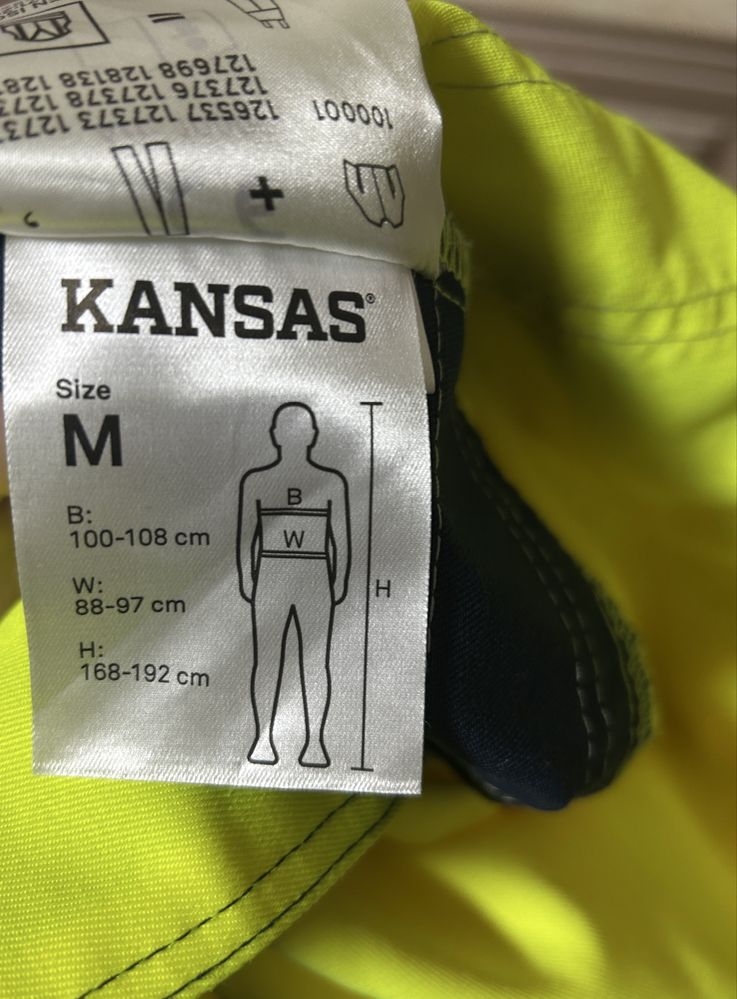 KANSAS®
Size
M
B:
100-108 cm
W:
88-97 cm
H:
168-192 cm
B
W
H
100001
+
=
126537 127373
127376 127378
127698 128138